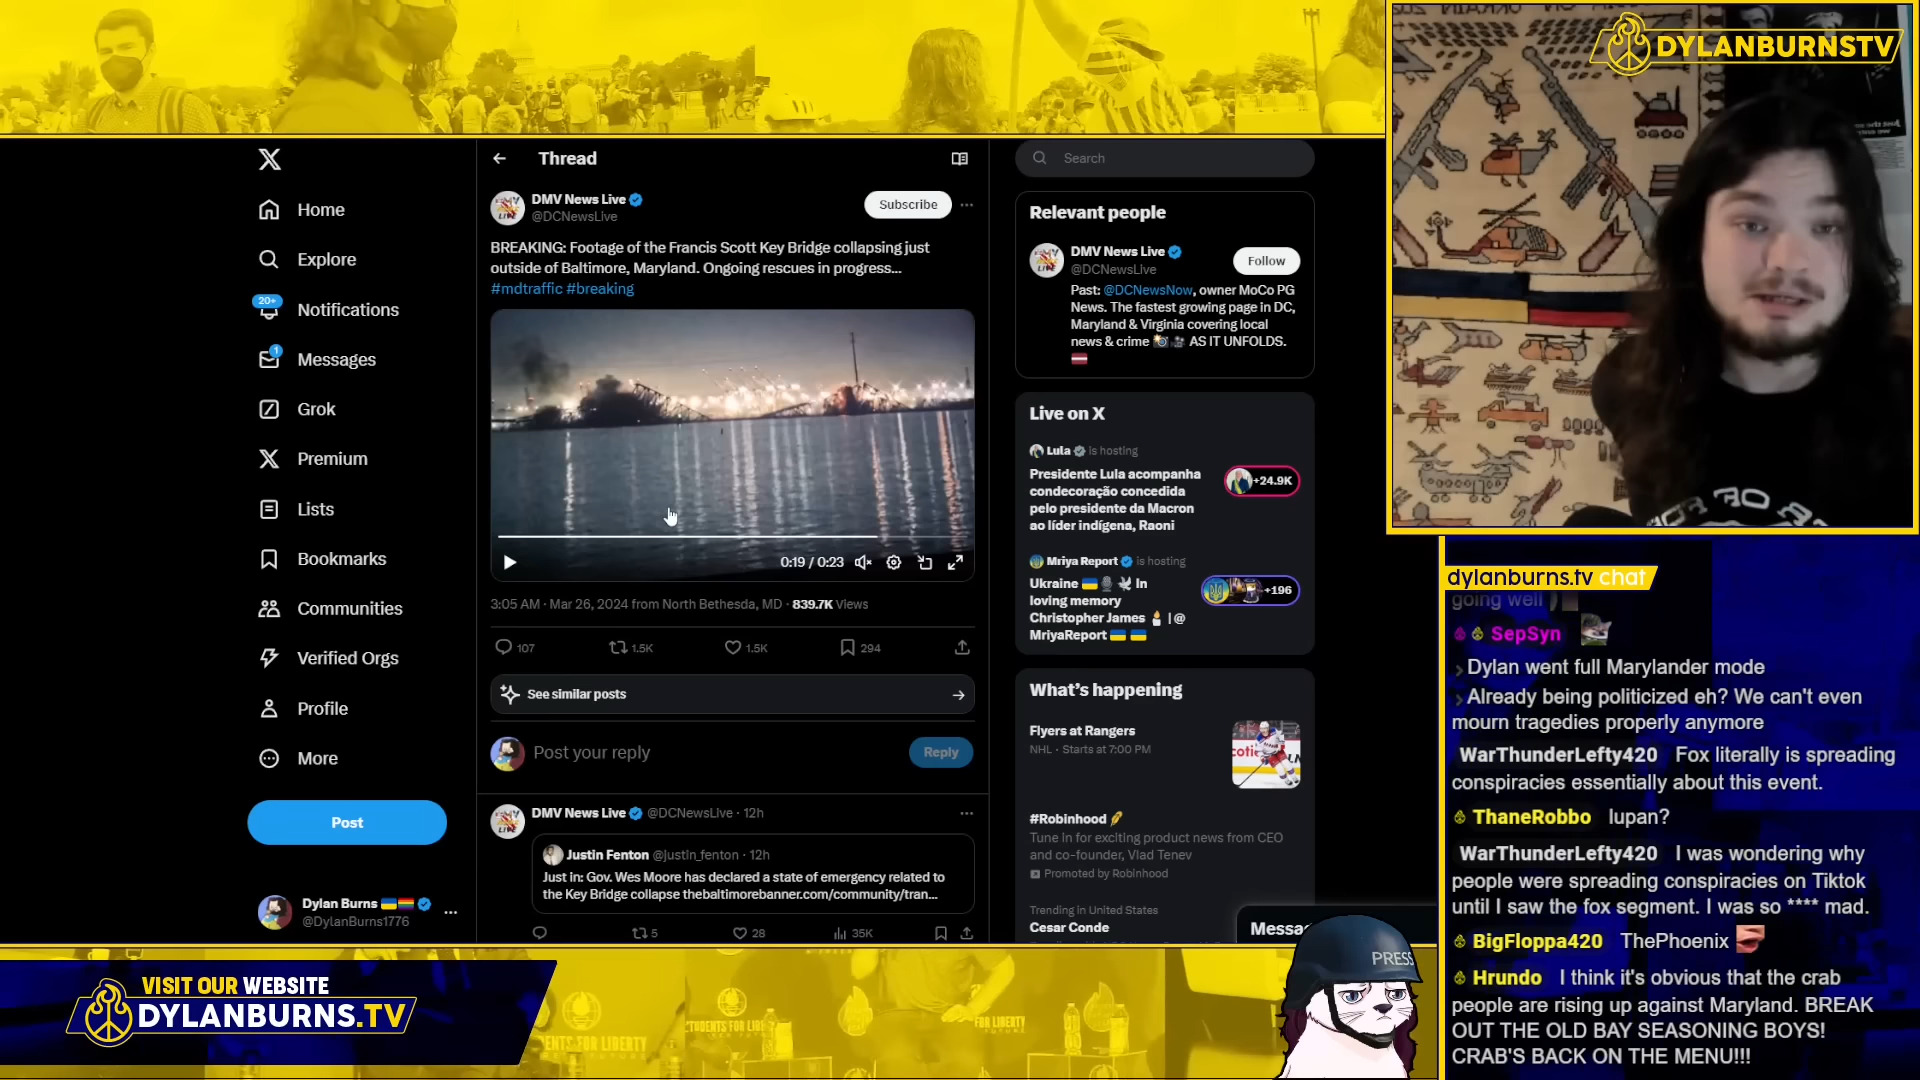 DYLANBURNSTV
Thread
Search
DMV News Live
@DCNewsLive
Subscribe
BREAKING: Footage of the Francis Scott Key Bridge collapsing just
outside of Baltimore, Maryland. Ongoing rescues in progress...
#mdtraffic #breaking
0:19 / 0:23
3:05 AM · Mar 26, 2024 from North Bethesda, MD · 839.7K Views
107
1.5K
1.5K
294
See similar posts
Post your reply
Reply
DMV News Live @DCNewsLive · 12h
Justin Fenton @justin_fenton · 12h
Just in: Gov. Wes Moore has declared a state of emergency related to
the Key Bridge collapse thebaltimorebanner.com/community/tran...
5
28
35K
Home
Explore
20+
Notifications
1
Messages
Grok
Premium
Lists
Bookmarks
Communities
Verified Orgs
Profile
More
Post
Dylan Burns
@DylanBurns1776
Relevant people
DMV News Live
@DCNewsLive
Follow
Past: @DCNewsNow, owner MoCo PG
News. The fastest growing page in DC,
Maryland & Virginia covering local
news & crime AS IT UNFOLDS.
Live on X
Lula is hosting
Presidente Lula acompanha
condecoração concedida
pelo presidente da Macron
ao líder indígena, Raoni
+24.9K
Mriya Report is hosting
Ukraine In
loving memory
Christopher James | @
MriyaReport
+196
What's happening
Flyers at Rangers
NHL · Starts at 7:00 PM
#Robinhood
Tune in for exciting product news from CEO
and co-founder, Vlad Tenev
Promoted by Robinhood
Trending in United States
Cesar Conde
Messa
PRESS
dylanburns.tv chat
going well
SepSyn
Dylan went full Marylander mode
Already being politicized eh? We can't even
mourn tragedies properly anymore
WarThunderLefty420 Fox literally is spreading
conspiracies essentially about this event.
ThaneRobbo lupan?
WarThunderLefty420 I was wondering why
people were spreading conspiracies on Tiktok
until I saw the fox segment. I was so **** mad.
BigFloppa420 ThePhoenix
Hrundo I think it's obvious that the crab
people are rising up against Maryland. BREAK
OUT THE OLD BAY SEASONING BOYS!
CRAB'S BACK ON THE MENU!!!
VISIT OUR WEBSITE
DYLANBURNS.TV